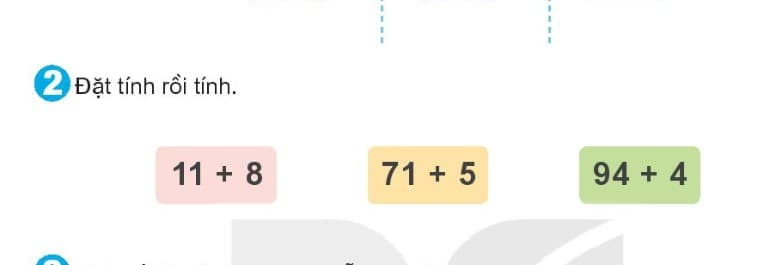 2 Đặt tính rồi tính.
11 + 8 71 + 5 94 + 4